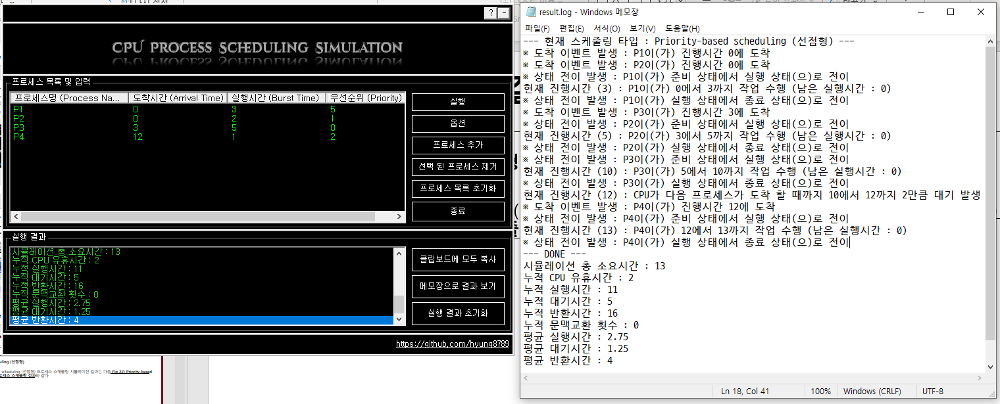 ? -
CPU PROCESS SCHEDULING SIMULATION
프로세스 목록 및 입력
프로세스명 (Process Na... 도착시간 (Arrival Time) 실행시간 (Burst Time) 우선순위 (Priority)
P1 0 3 5
P2 0 2 1
P3 3 5 0
P4 12 1 2
실행
옵션
프로세스 추가
선택 된 프로세스 제거
프로세스 목록 초기화
종료
실행 결과
시뮬레이션 총 소요시간 : 13
누적 CPU 유휴시간 : 2
누적 실행시간 : 11
누적 대기시간 : 5
누적 반환시간 : 16
누적 문맥교환 횟수 : 0
평균 실행시간 : 2.75
평균 대기시간 : 1.25
평균 반환시간 : 4
클립보드에 모두 복사
메모장으로 결과 보기
실행 결과 초기화
https://github.com/hyung8789
uling (선점형)
scheduling (선점형) 프로세스 스케줄링 시뮬레이션 결과는 다음 Fig 22) Priority-based
로세스 스케줄링 결과와 같다.
result.log - Windows 메모장
파일(F) 편집(E) 서식(O) 보기(V) 도움말(H)
--- 현재 스케줄링 타입 : Priority-based scheduling (선점형) ---
※ 도착 이벤트 발생 : P1이(가) 진행시간 0에 도착
※ 도착 이벤트 발생 : P2이(가) 진행시간 0에 도착
※ 상태 전이 발생 : P1이(가) 준비 상태에서 실행 상태(으)로 전이
현재 진행시간 (3) : P1이(가) 0에서 3까지 작업 수행 (남은 실행시간 : 0)
※ 상태 전이 발생 : P1이(가) 실행 상태에서 종료 상태(으)로 전이
※ 도착 이벤트 발생 : P3이(가) 진행시간 3에 도착
※ 상태 전이 발생 : P2이(가) 준비 상태에서 실행 상태(으)로 전이
현재 진행시간 (5) : P2이(가) 3에서 5까지 작업 수행 (남은 실행시간 : 0)
※ 상태 전이 발생 : P2이(가) 실행 상태에서 종료 상태(으)로 전이
※ 상태 전이 발생 : P3이(가) 준비 상태에서 실행 상태(으)로 전이
현재 진행시간 (10) : P3이(가) 5에서 10까지 작업 수행 (남은 실행시간 : 0)
※ 상태 전이 발생 : P3이(가) 실행 상태에서 종료 상태(으)로 전이
현재 진행시간 (12) : CPU가 다음 프로세스가 도착 할 때까지 10에서 12까지 2만큼 대기 발생
※ 도착 이벤트 발생 : P4이(가) 진행시간 12에 도착
※ 상태 전이 발생 : P4이(가) 준비 상태에서 실행 상태(으)로 전이
현재 진행시간 (13) : P4이(가) 12에서 13까지 작업 수행 (남은 실행시간 : 0)
※ 상태 전이 발생 : P4이(가) 실행 상태에서 종료 상태(으)로 전이
--- DONE ---
시뮬레이션 총 소요시간 : 13
누적 CPU 유휴시간 : 2
누적 실행시간 : 11
누적 대기시간 : 5
누적 반환시간 : 16
누적 문맥교환 횟수 : 0
평균 실행시간 : 2.75
평균 대기시간 : 1.25
평균 반환시간 : 4
Ln 18, Col 41 100% Windows (CRLF) UTF-8